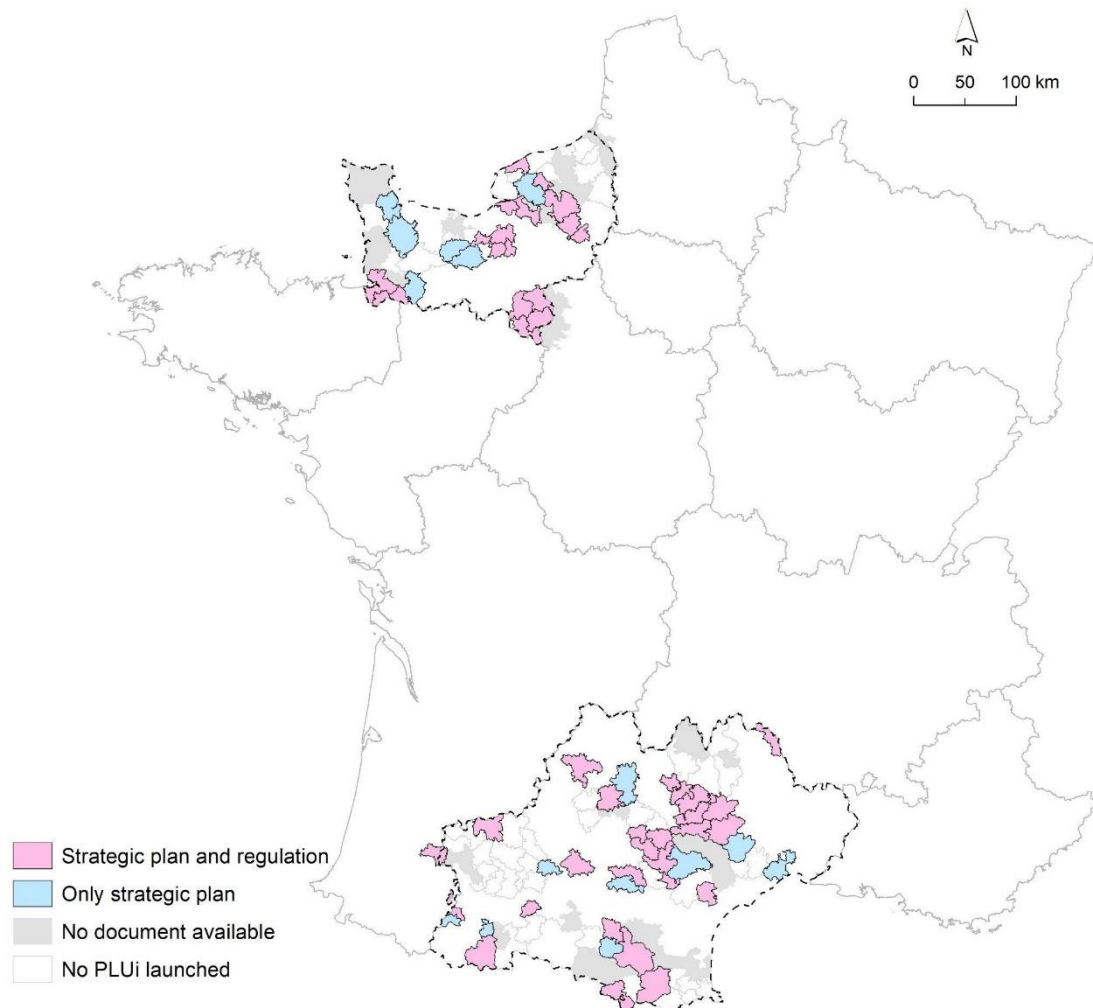 N
0 50 100 km
Strategic plan and regulation
Only strategic plan
No document available
No PLUi launched